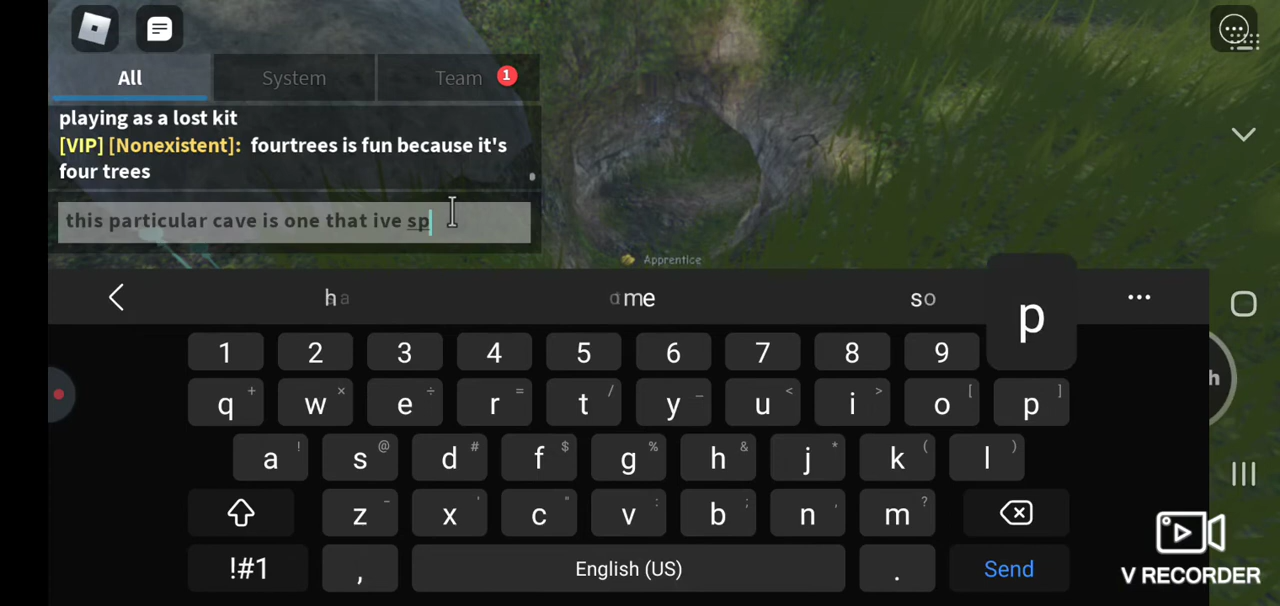 All
System
Team
1
playing as a lost kit
[VIP] [Nonexistent]: fourtrees is fun because it's
four trees
this particular cave is one that ive sp
Apprentice
h
me
so
p
1 2 3 4 5 6 7 8 9
q + w × e ÷ r = t / y _ u < i > o [ p ]
a ! s @ d # f $ g % h & j * k ( l )
z - x ' c " v : b ; n , m ?
!#1 , English (US) . Send
h
V RECORDER